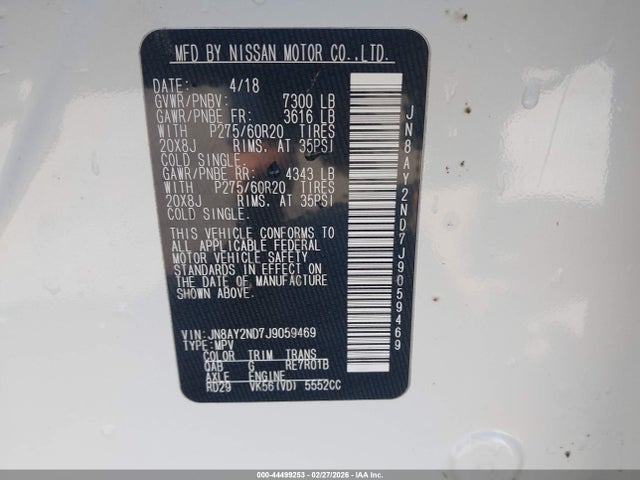 MFD BY NISSAN MOTOR CO.,LTD.
DATE: 4/18
GVWR/PNBV: 7300 LB
GAWR/PNBE FR: 3616 LB
WITH P275/60R20 TIRES
20X8J RIMS. AT 35PSI
COLD SINGLE.
GAWR/PNBE RR: 4343 LB
WITH P275/60R20 TIRES
20X8J RIMS. AT 35PSI
COLD SINGLE.
THIS VEHICLE CONFORMS TO
ALL APPLICABLE FEDERAL
MOTOR VEHICLE SAFETY
STANDARDS IN EFFECT ON
THE DATE OF MANUFACTURE
SHOWN ABOVE.
VIN:JN8AY2ND7J9059469
TYPE:MPV
COLOR TRIM TRANS
QAB G RE7R01B
AXLE ENGINE
RD29 VK56(VD) 5552CC
JN8AY2ND7J9059469
000-44499253 - 02/27/2026 - IAA, Inc.